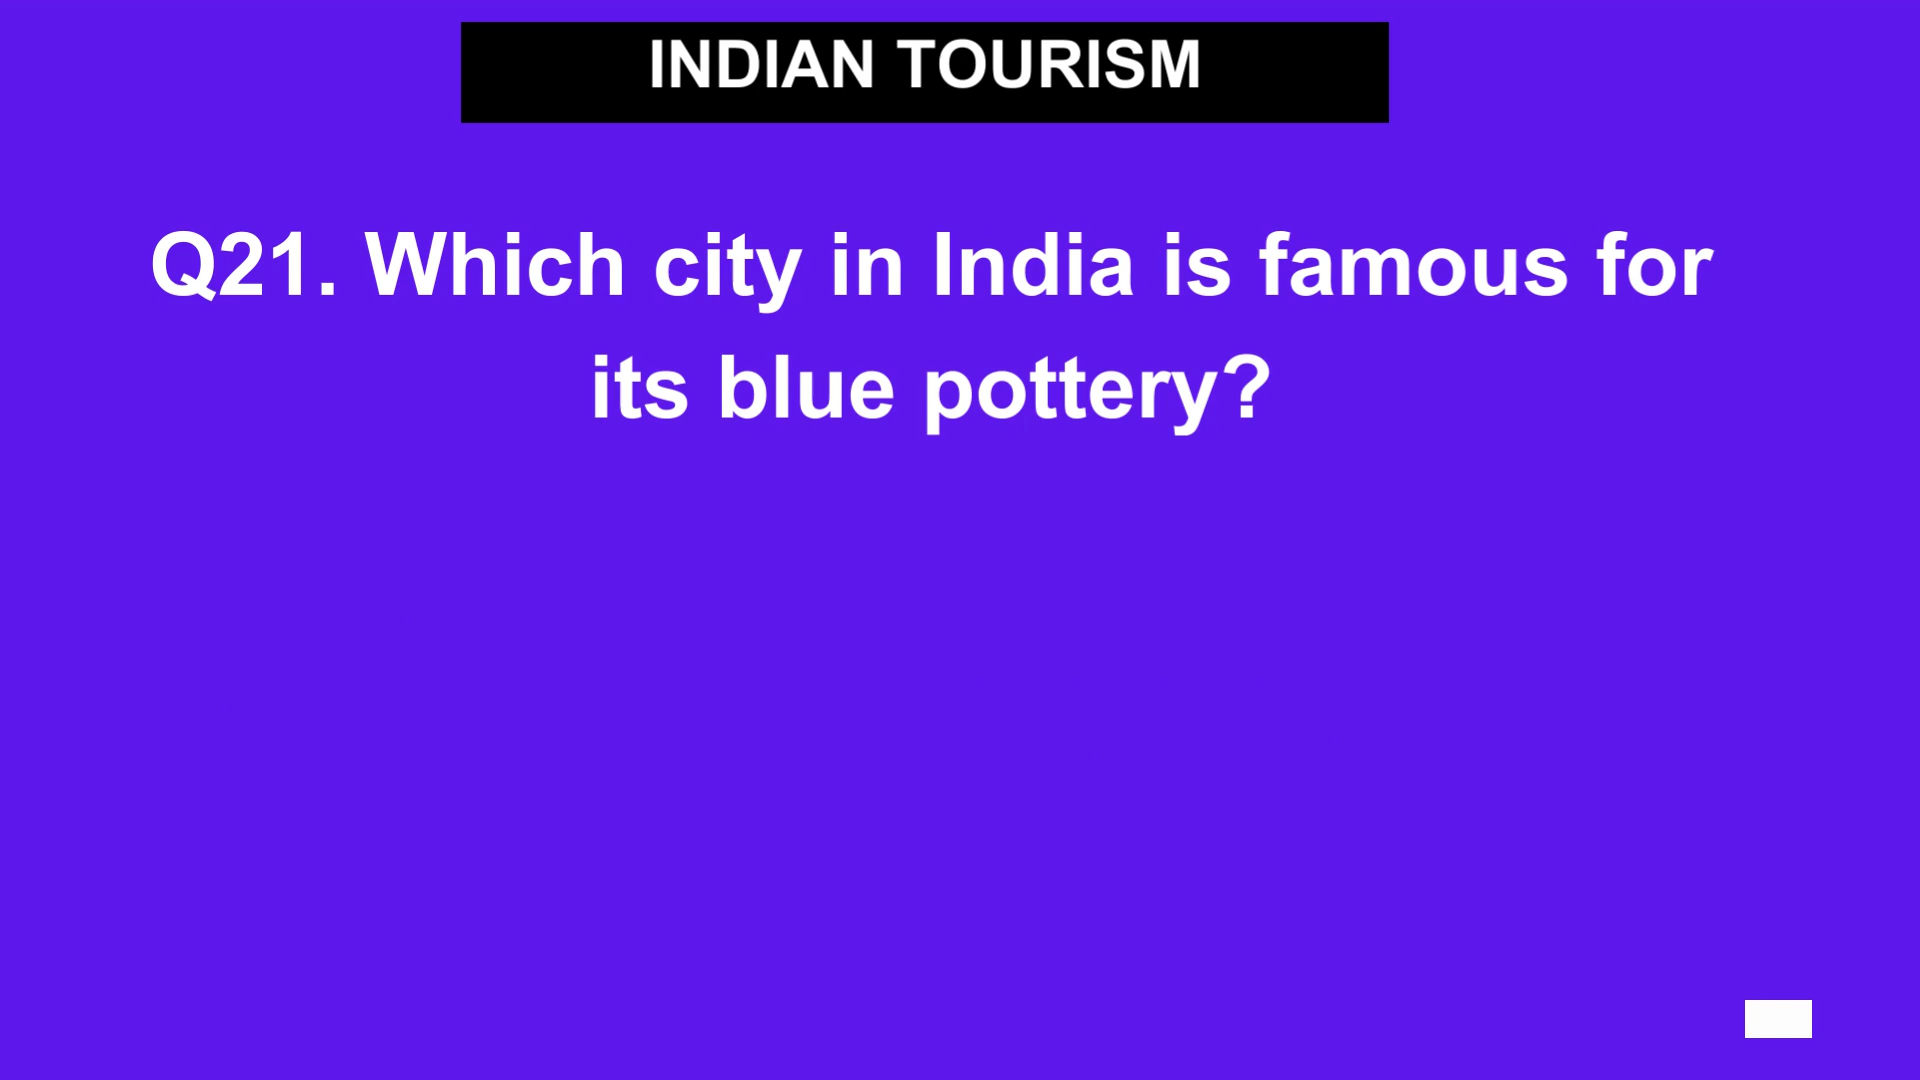 INDIAN TOURISM
Q21. Which city in India is famous for
its blue pottery?